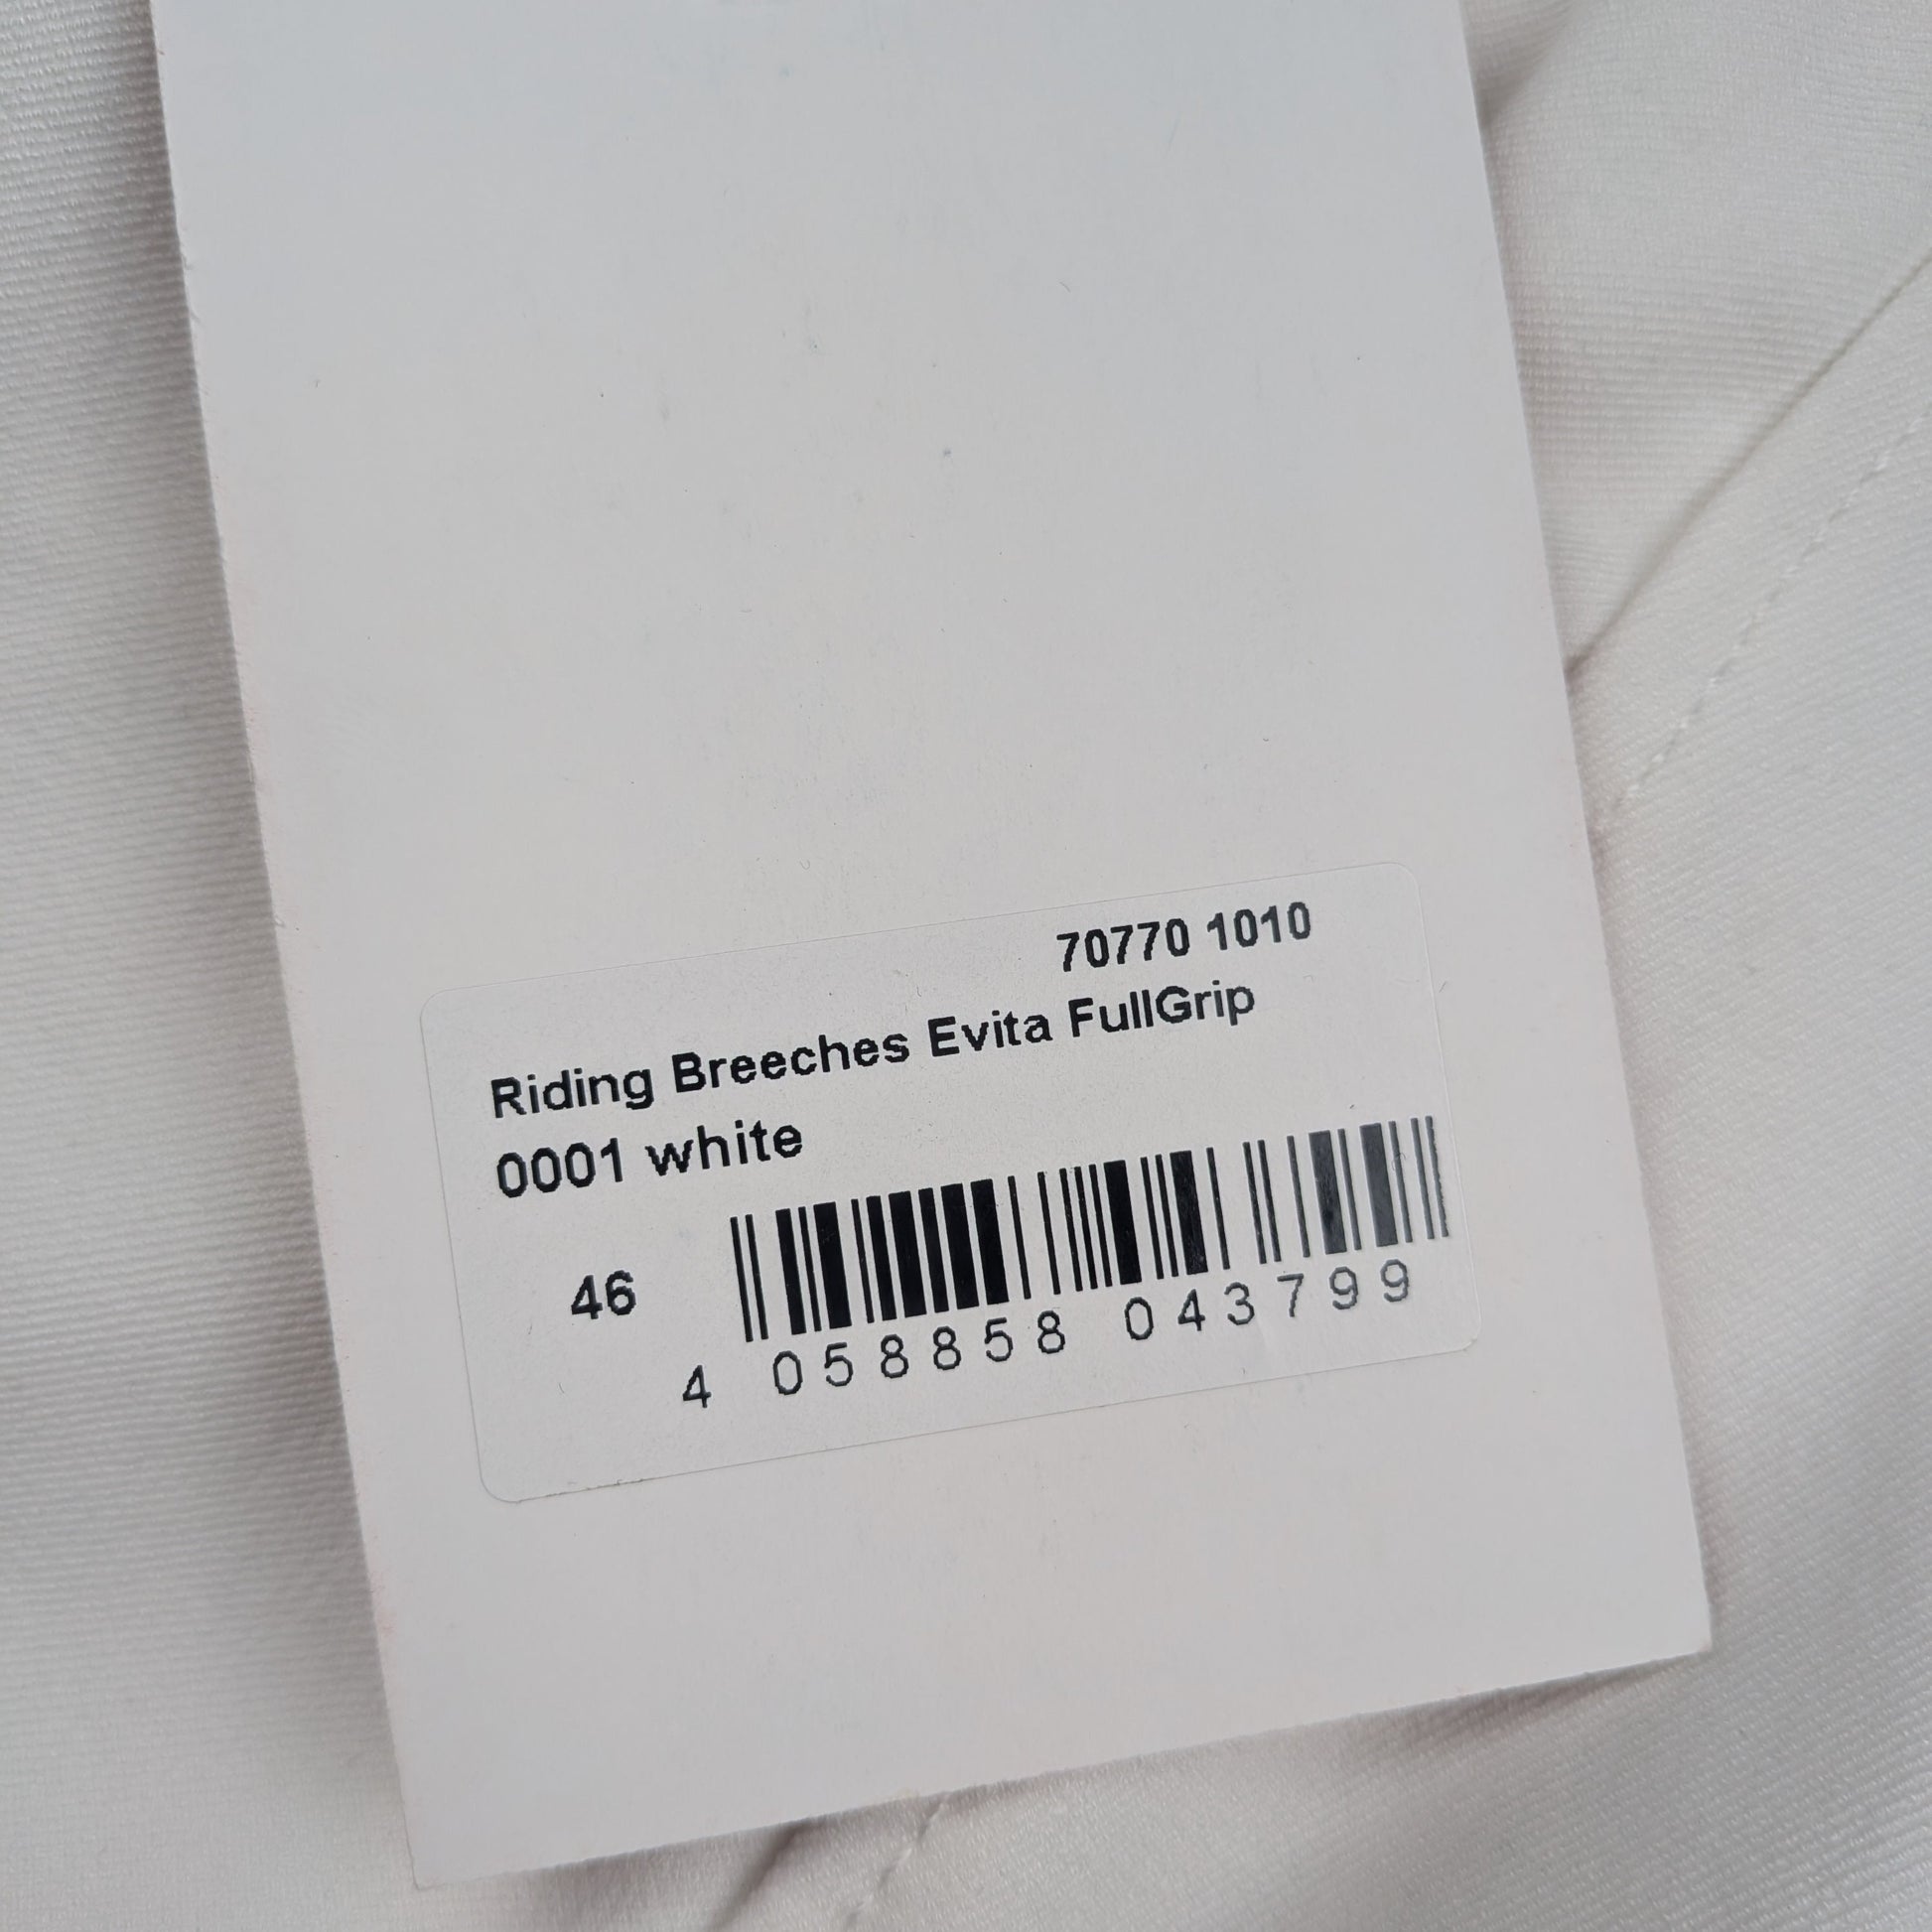 70770 1010
Riding Breeches Evita FullGrip
0001 white
46
4 058858 043799